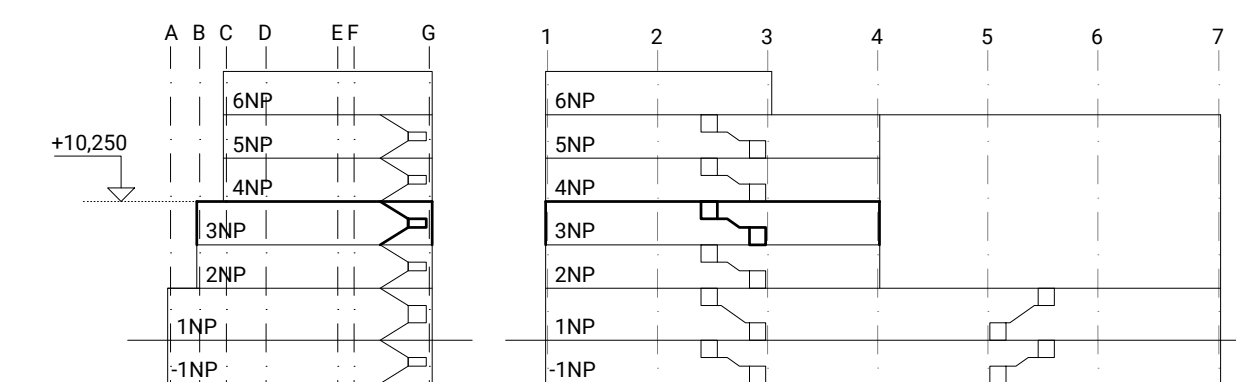 A B C D E F G
1 2 3 4 5 6 7
6NP 6NP
+10,250
5NP 5NP
4NP 4NP
3NP 3NP
2NP 2NP
1NP 1NP
-1NP -1NP